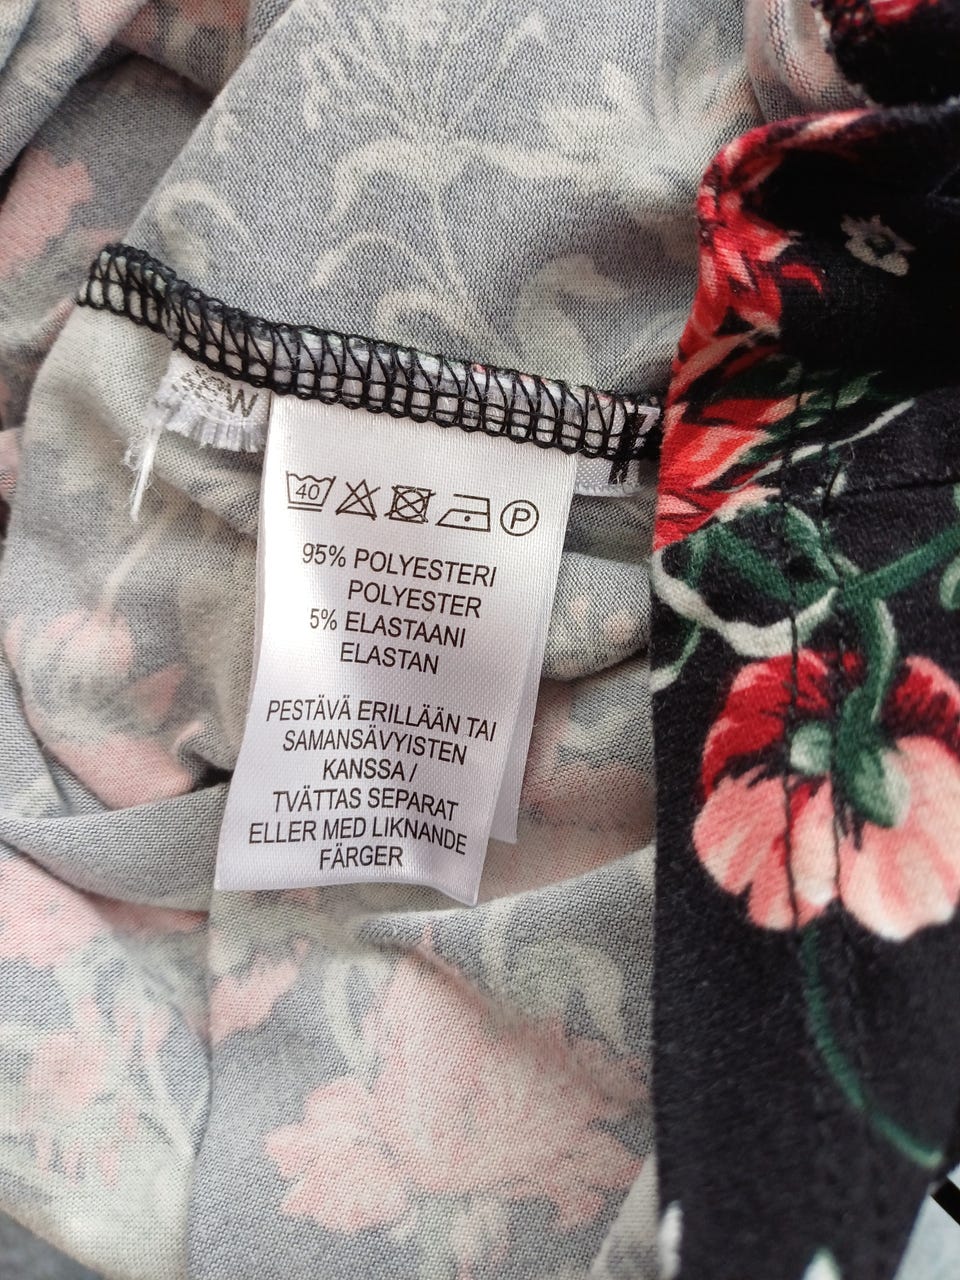 40
P
95% POLYESTERI
POLYESTER
5% ELASTAANI
ELASTAN
PESTÄVÄ ERILLÄÄN TAI
SAMANSÄVYISTEN
KANSSA /
TVÄTTAS SEPARAT
ELLER MED LIKNANDE
FÄRGER